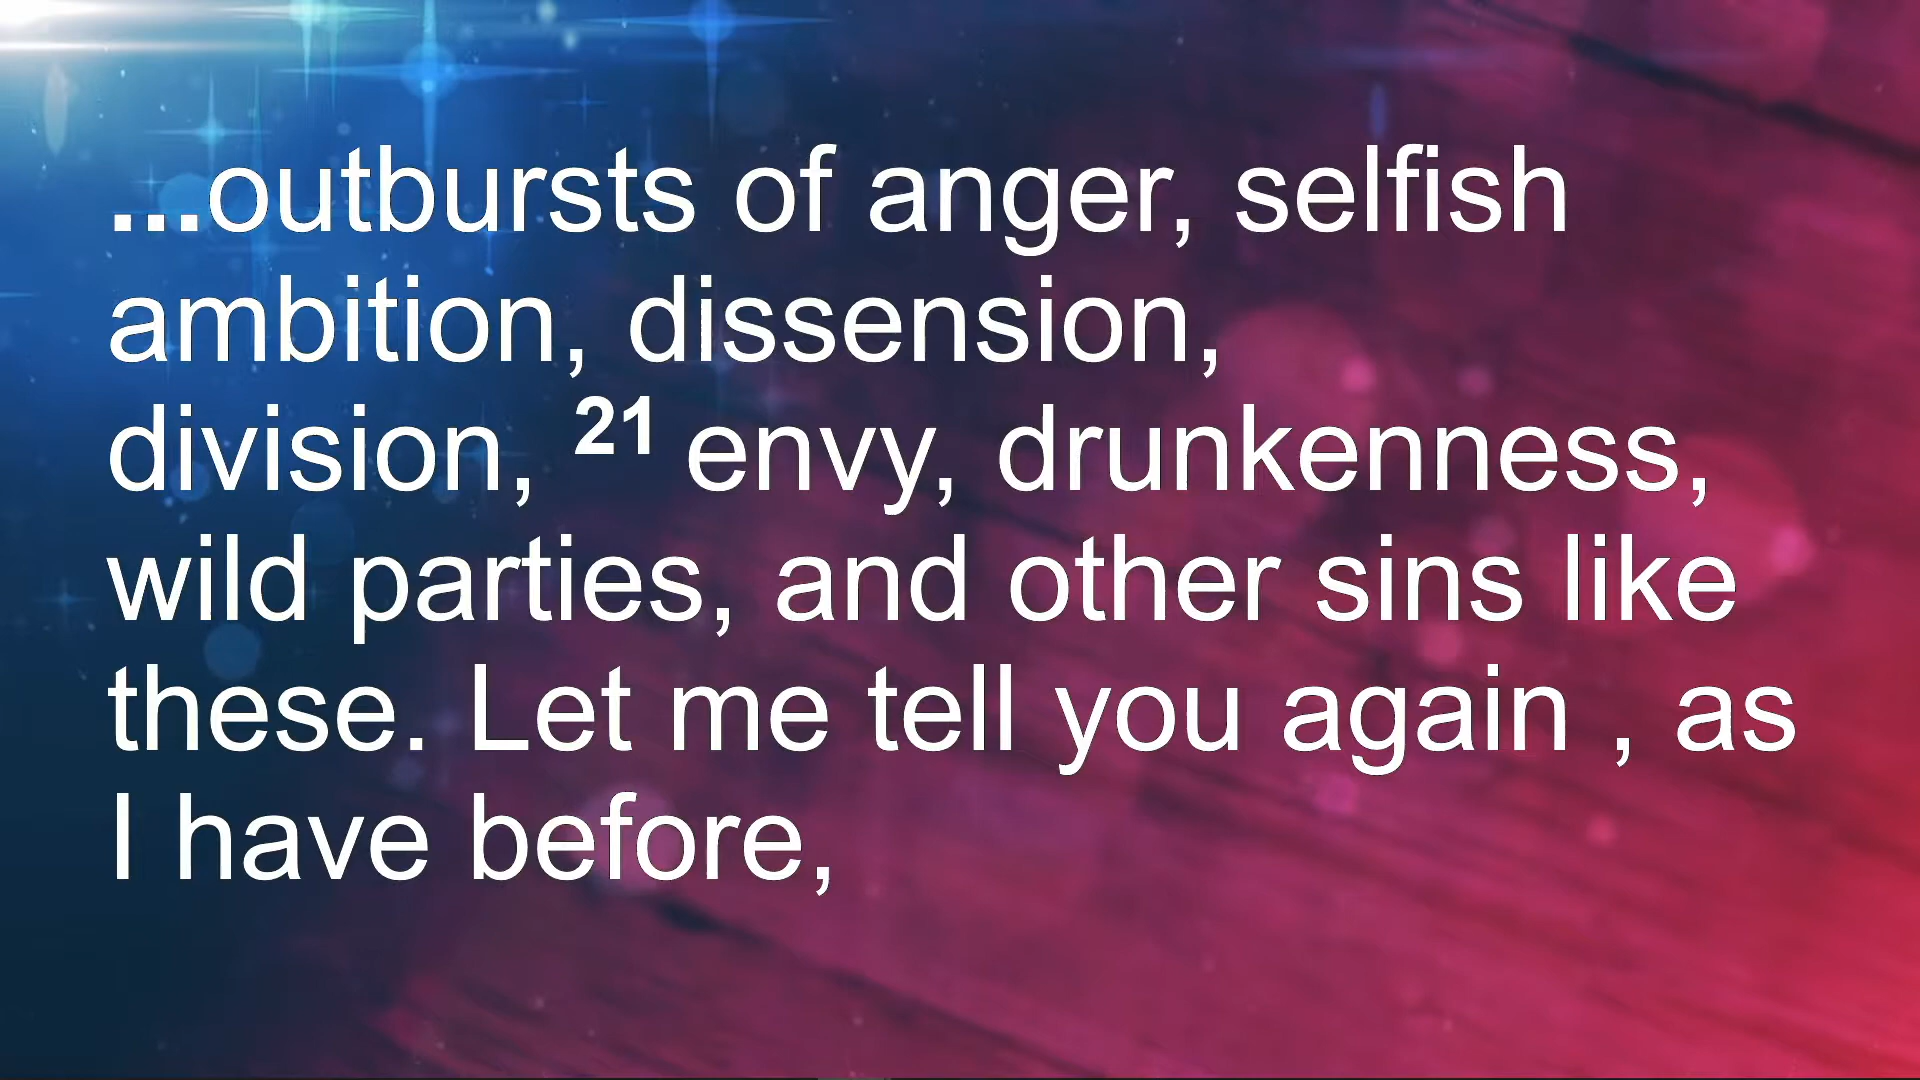 ...outbursts of anger, selfish
ambition, dissension,
division, 21 envy, drunkenness,
wild parties, and other sins like
these. Let me tell you again , as
I have before,